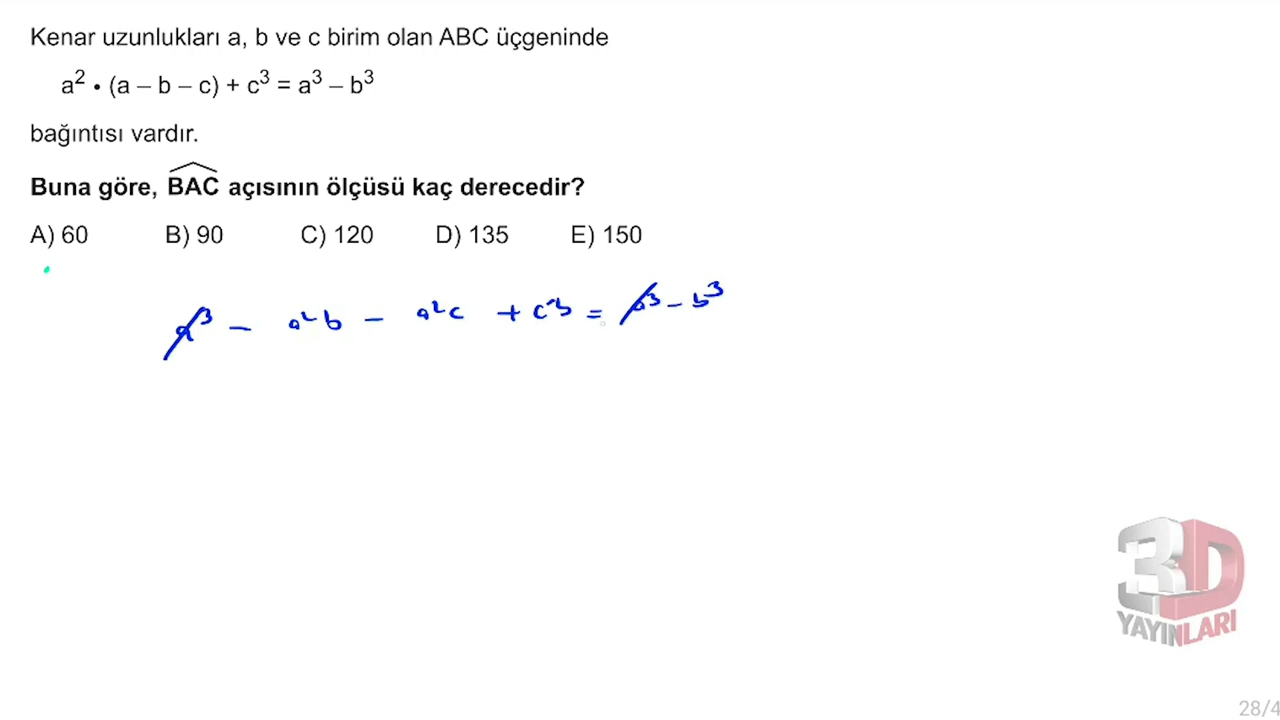 Kenar uzunlukları a, b ve c birim olan ABC üçgeninde
a² • (a – b – c) + c³ = a³ – b³
bağıntısı vardır.
Buna göre, BAC açısının ölçüsü kaç derecedir?
A) 60 B) 90 C) 120 D) 135 E) 150
a³ – a²b – a²c + c³ = a³ – b³
3D
YAYINLARI
28/4